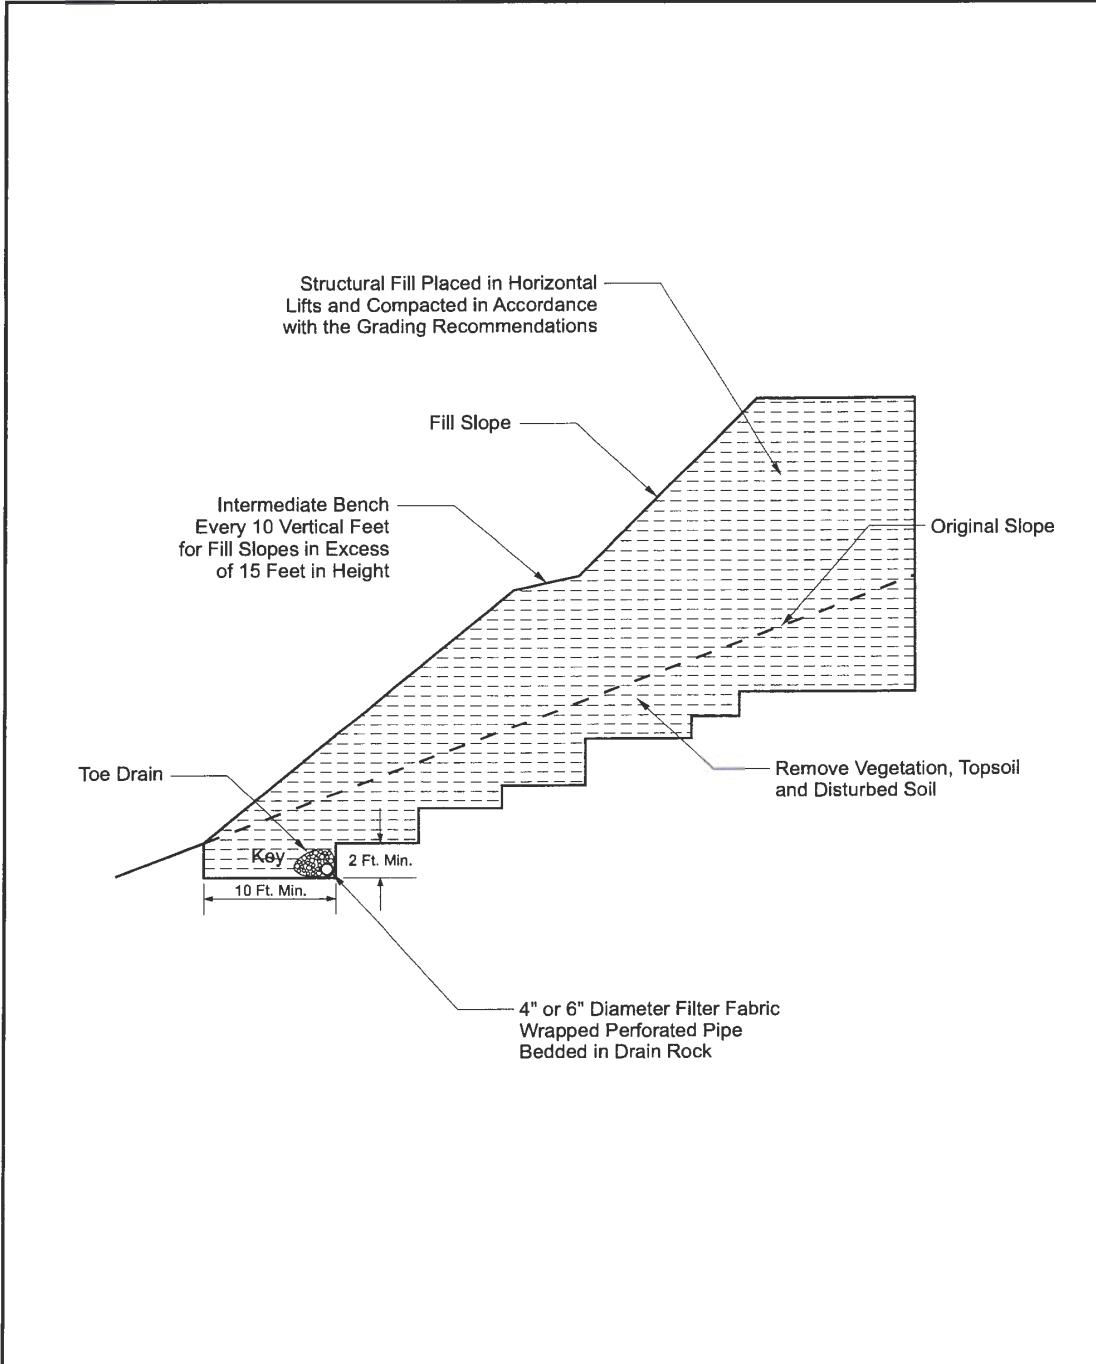 Structural Fill Placed in Horizontal
Lifts and Compacted in Accordance
with the Grading Recommendations
Fill Slope
Intermediate Bench
Every 10 Vertical Feet
for Fill Slopes in Excess
of 15 Feet in Height
Original Slope
Toe Drain
Remove Vegetation, Topsoil
and Disturbed Soil
Key
2 Ft. Min.
10 Ft. Min.
4" or 6" Diameter Filter Fabric
Wrapped Perforated Pipe
Bedded in Drain Rock